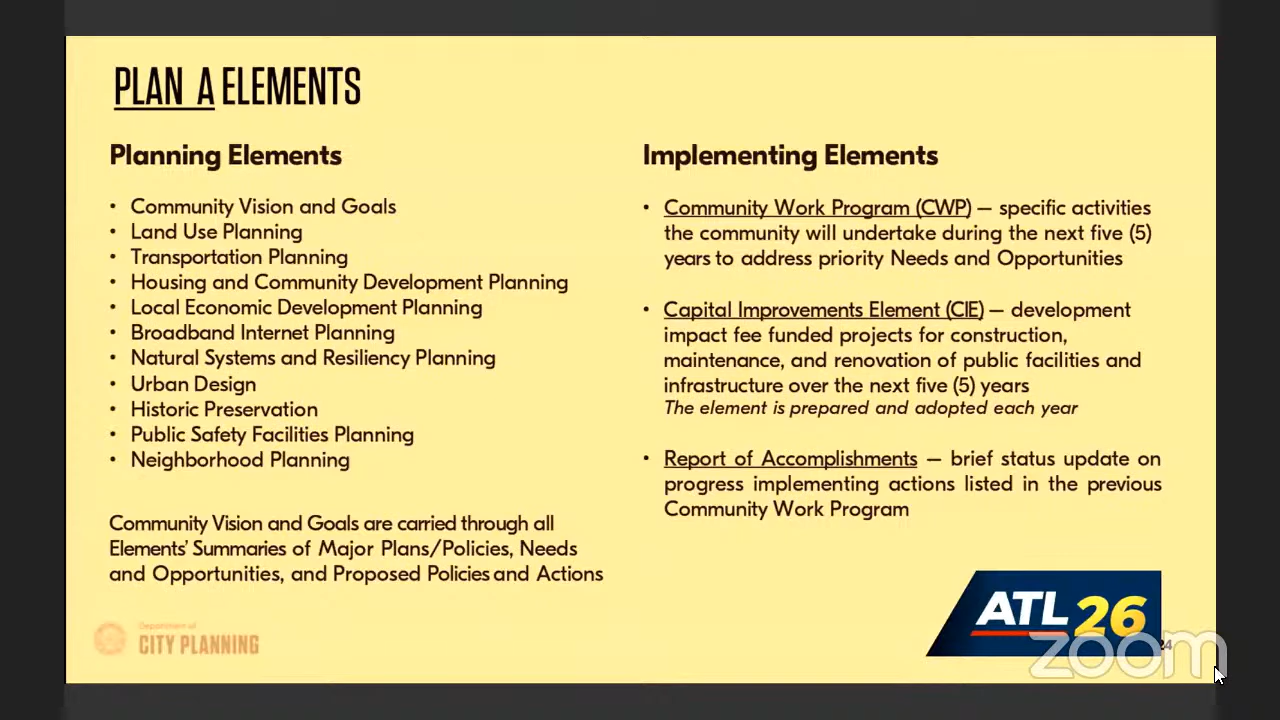 PLAN A ELEMENTS
Planning Elements
• Community Vision and Goals
• Land Use Planning
• Transportation Planning
• Housing and Community Development Planning
• Local Economic Development Planning
• Broadband Internet Planning
• Natural Systems and Resiliency Planning
• Urban Design
• Historic Preservation
• Public Safety Facilities Planning
• Neighborhood Planning
Community Vision and Goals are carried through all
Elements' Summaries of Major Plans/Policies, Needs
and Opportunities, and Proposed Policies and Actions
Implementing Elements
• Community Work Program (CWP) – specific activities
the community will undertake during the next five (5)
years to address priority Needs and Opportunities
• Capital Improvements Element (CIE) – development
impact fee funded projects for construction,
maintenance, and renovation of public facilities and
infrastructure over the next five (5) years
The element is prepared and adopted each year
• Report of Accomplishments – brief status update on
progress implementing actions listed in the previous
Community Work Program
Department of
CITY PLANNING
ATL 26
24
zoom